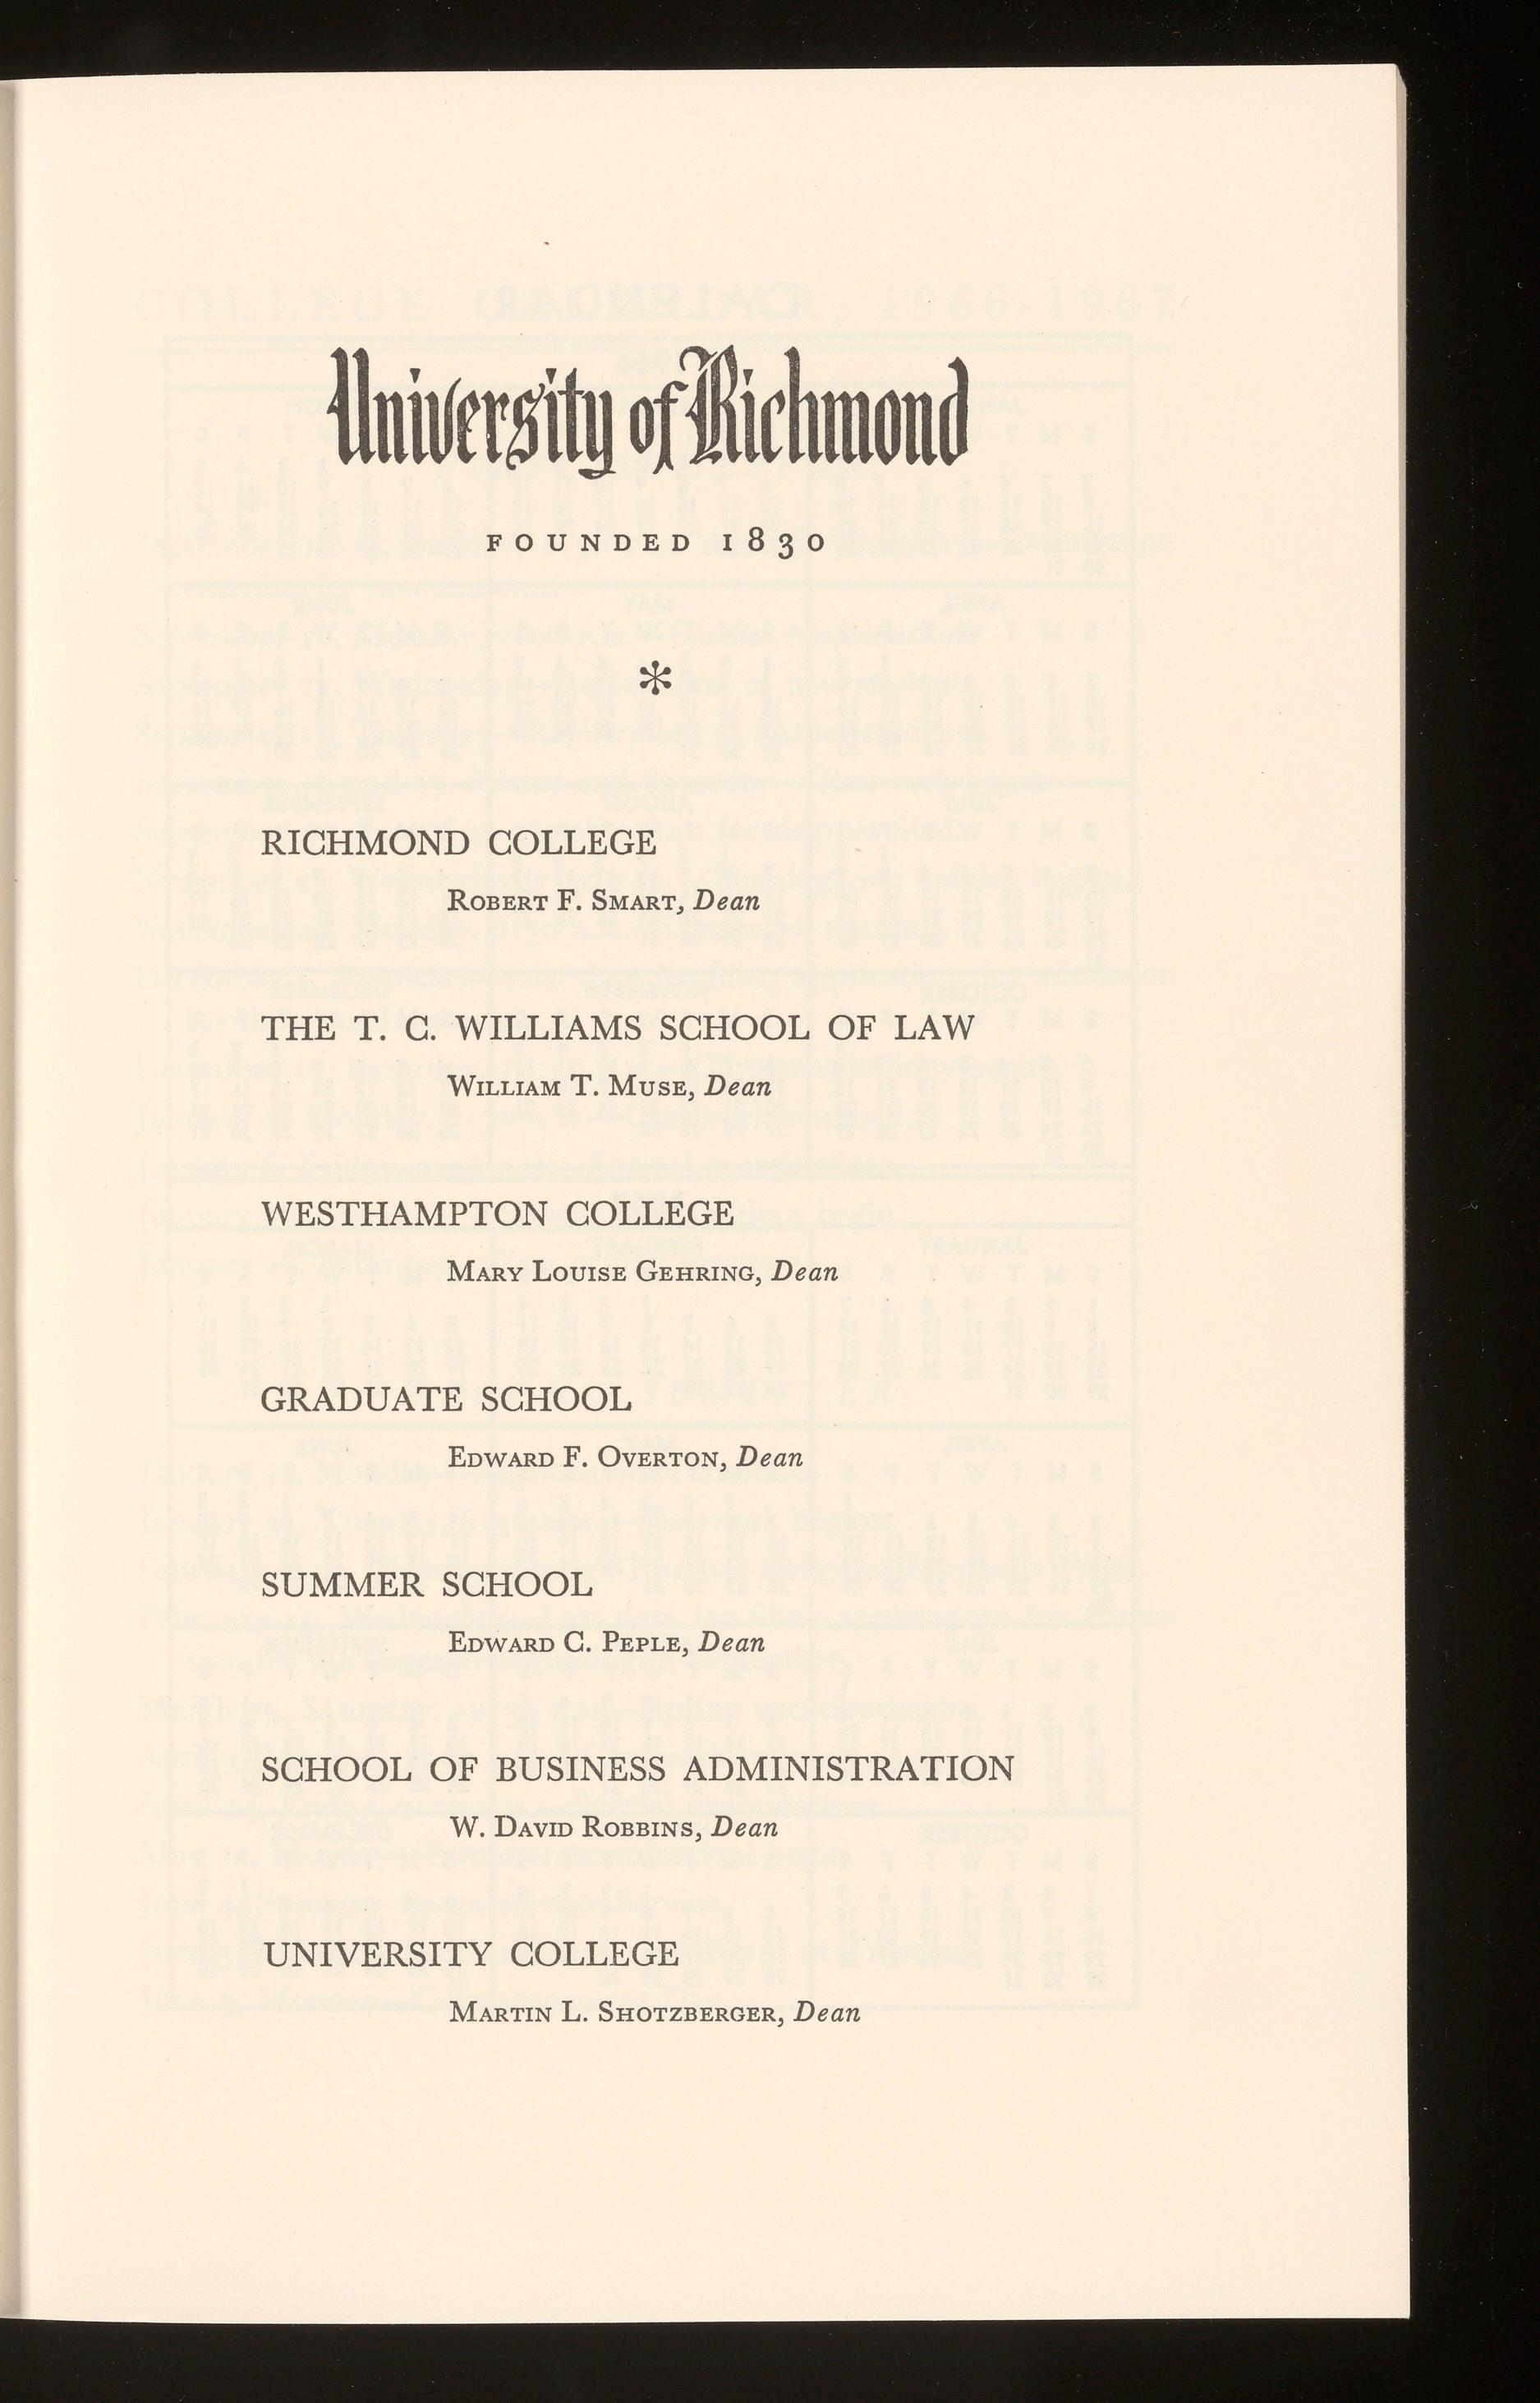 University of Richmond
FOUNDED 1830
*
RICHMOND COLLEGE
ROBERT F. SMART, Dean
THE T. C. WILLIAMS SCHOOL OF LAW
WILLIAM T. MUSE, Dean
WESTHAMPTON COLLEGE
MARY LOUISE GEHRING, Dean
GRADUATE SCHOOL
EDWARD F. OVERTON, Dean
SUMMER SCHOOL
EDWARD C. PEPLE, Dean
SCHOOL OF BUSINESS ADMINISTRATION
W. DAVID ROBBINS, Dean
UNIVERSITY COLLEGE
MARTIN L. SHOTZBERGER, Dean